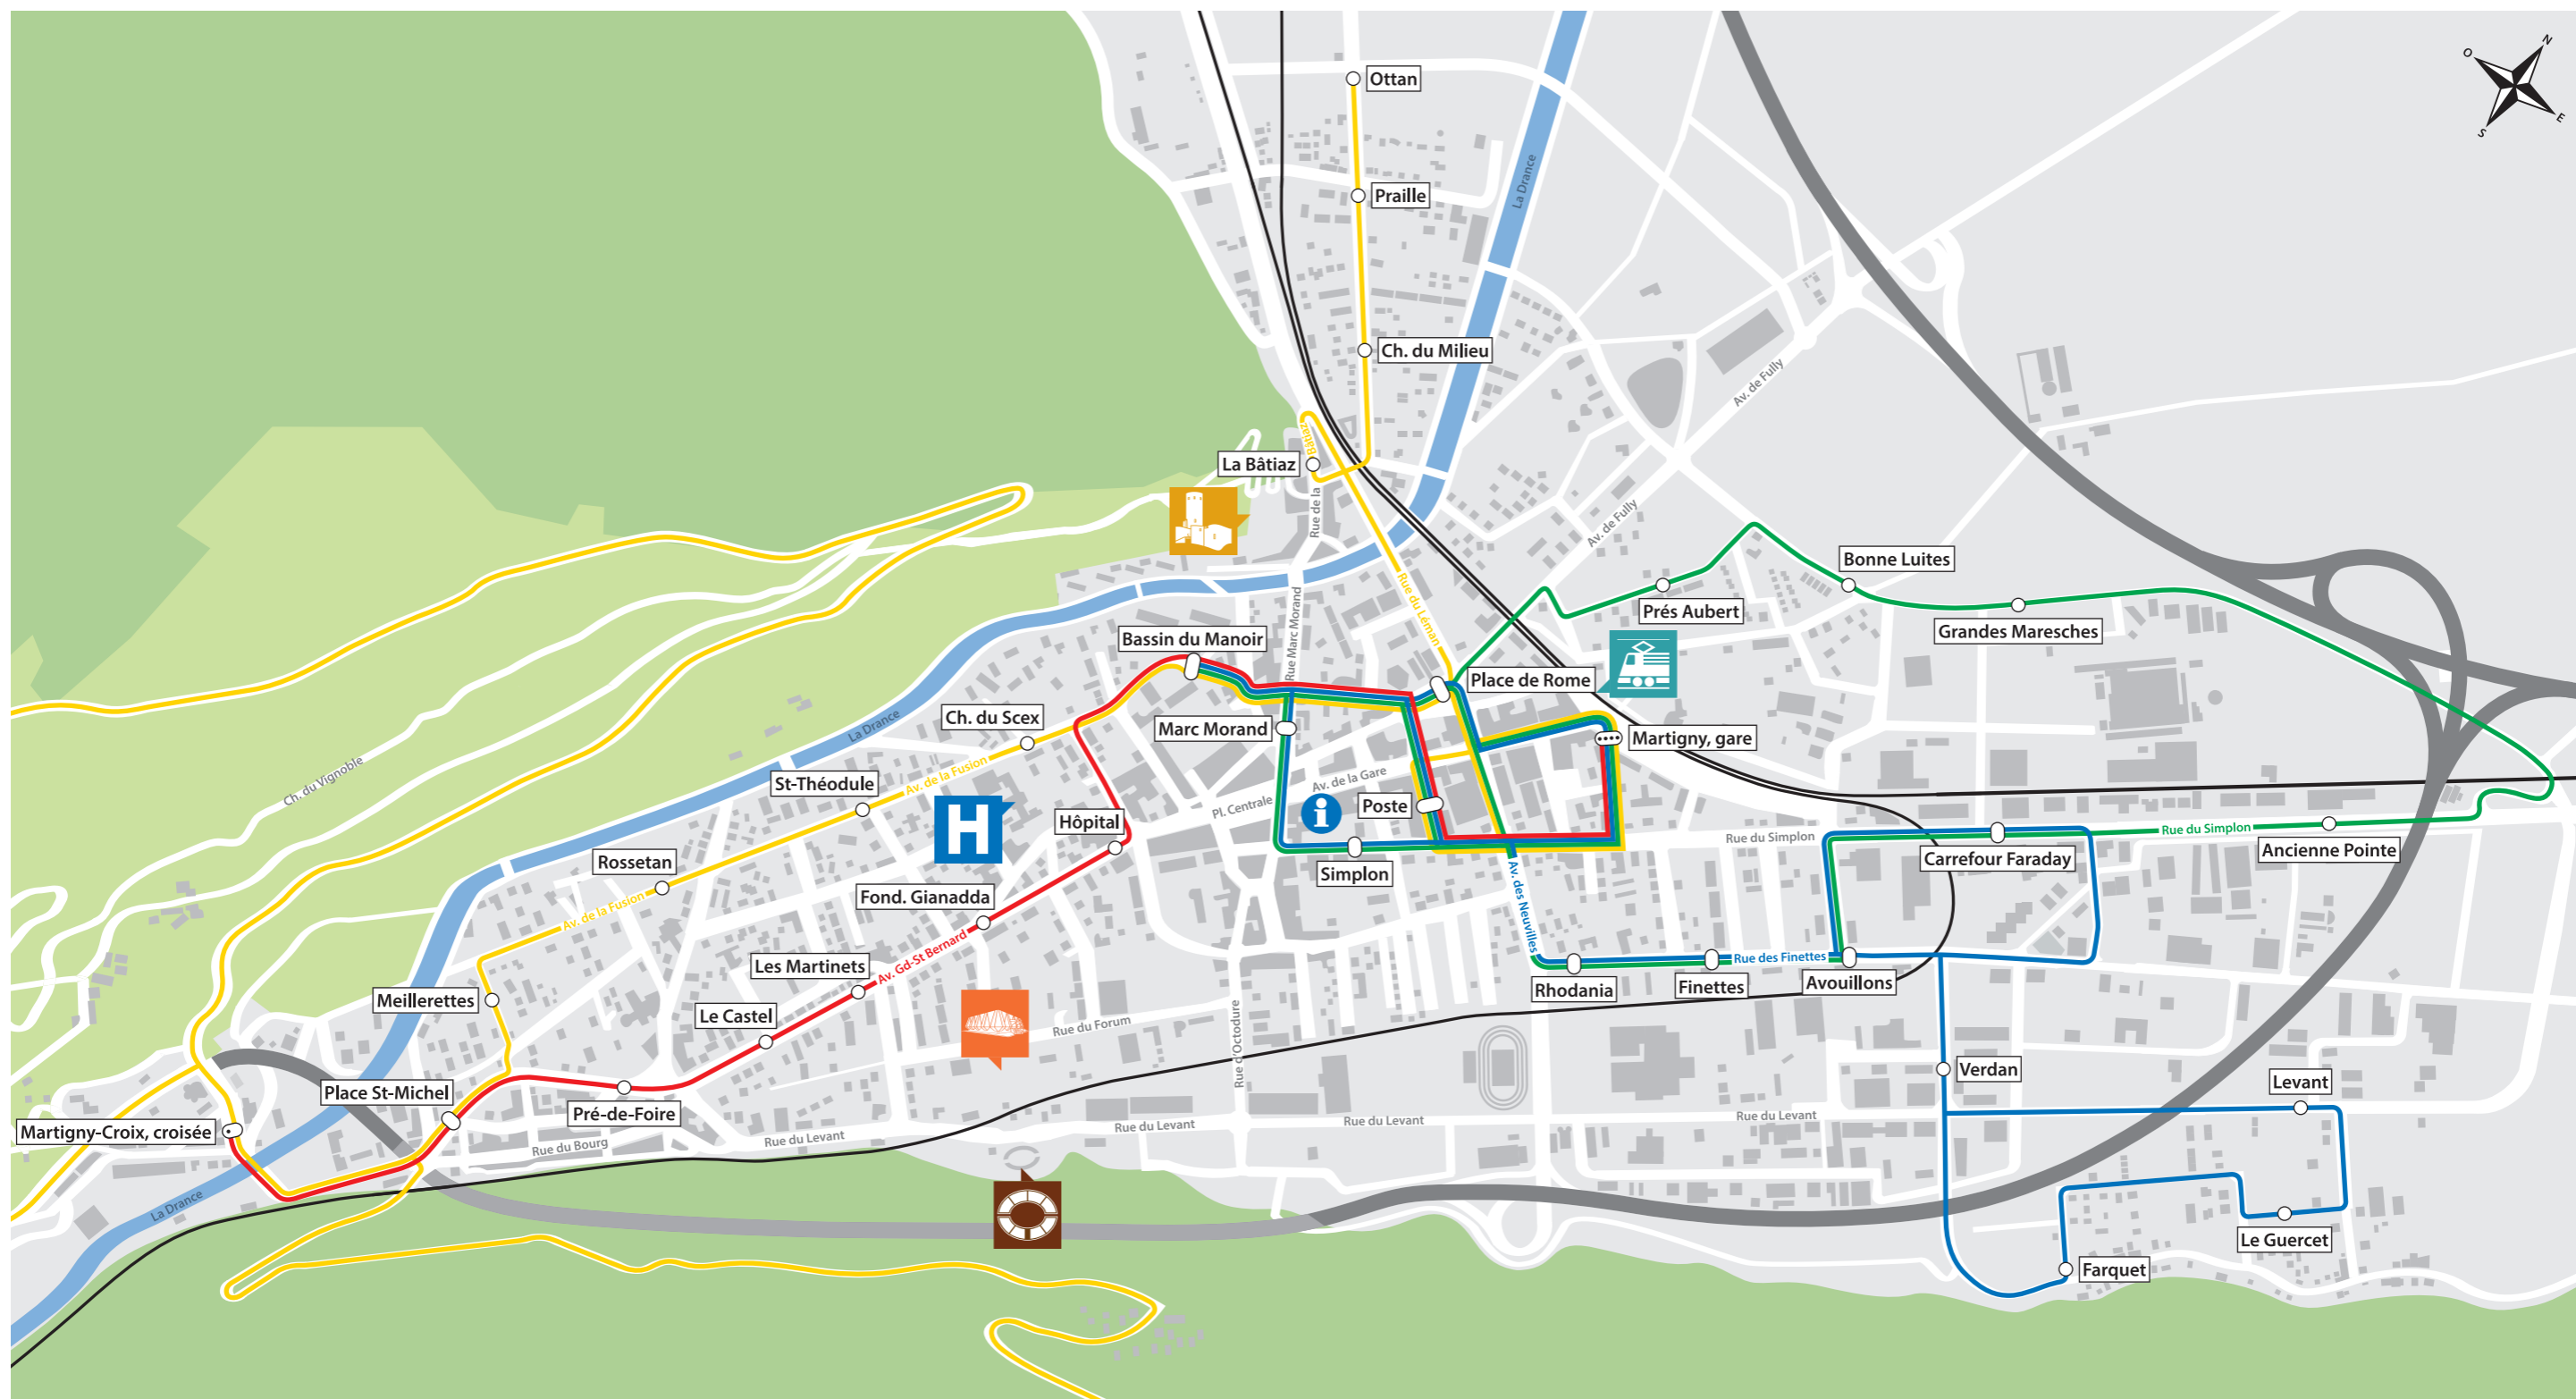 N
O
E
S
Ottan
Praille
La Drance
Ch. du Milieu
Av. de Fully
Bâtiaz
La Bâtiaz
Rue de la
Av. de Fully
Bonne Luites
Rue du Léman
Prés Aubert
Grandes Maresches
Rue Marc Morand
Bassin du Manoir
Place de Rome
Ch. du Scex
La Drance
Marc Morand
Martigny, gare
Ch. du Vignoble
St-Théodule
Av. de la Fusion
Av. de la Gare
Pl. Centrale
Poste
i
H
Hôpital
Rue du Simplon
Rue du Simplon
Carrefour Faraday
Ancienne Pointe
Rossetan
Simplon
Fond. Gianadda
Av. de la Fusion
Av. des Neuvilles
Av. Gd-St Bernard
Les Martinets
Rue des Finettes
Rhodania
Finettes
Avouillons
Meillerettes
Le Castel
Rue du Forum
Rue d'Octodure
Verdan
Levant
Place St-Michel
Pré-de-Foire
Martigny-Croix, croisée
Rue du Bourg
Rue du Levant
Rue du Levant
Rue du Levant
Rue du Levant
La Drance
Le Guercet
Farquet